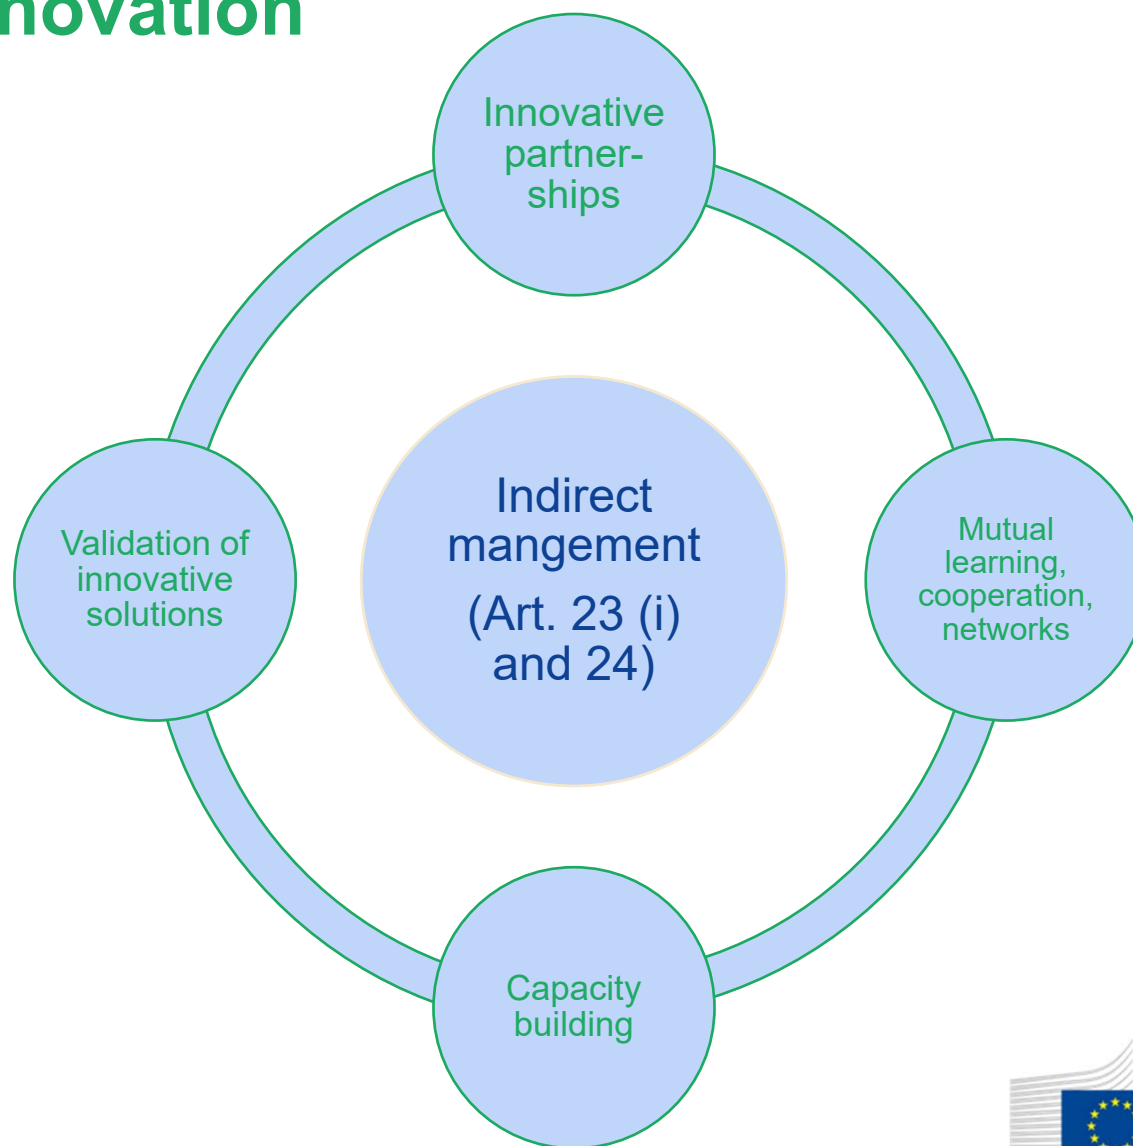 novation
Innovative
partner-
ships
Validation of
innovative
solutions
Indirect
mangement
(Art. 23 (i)
and 24)
Mutual
learning,
cooperation,
networks
Capacity
building